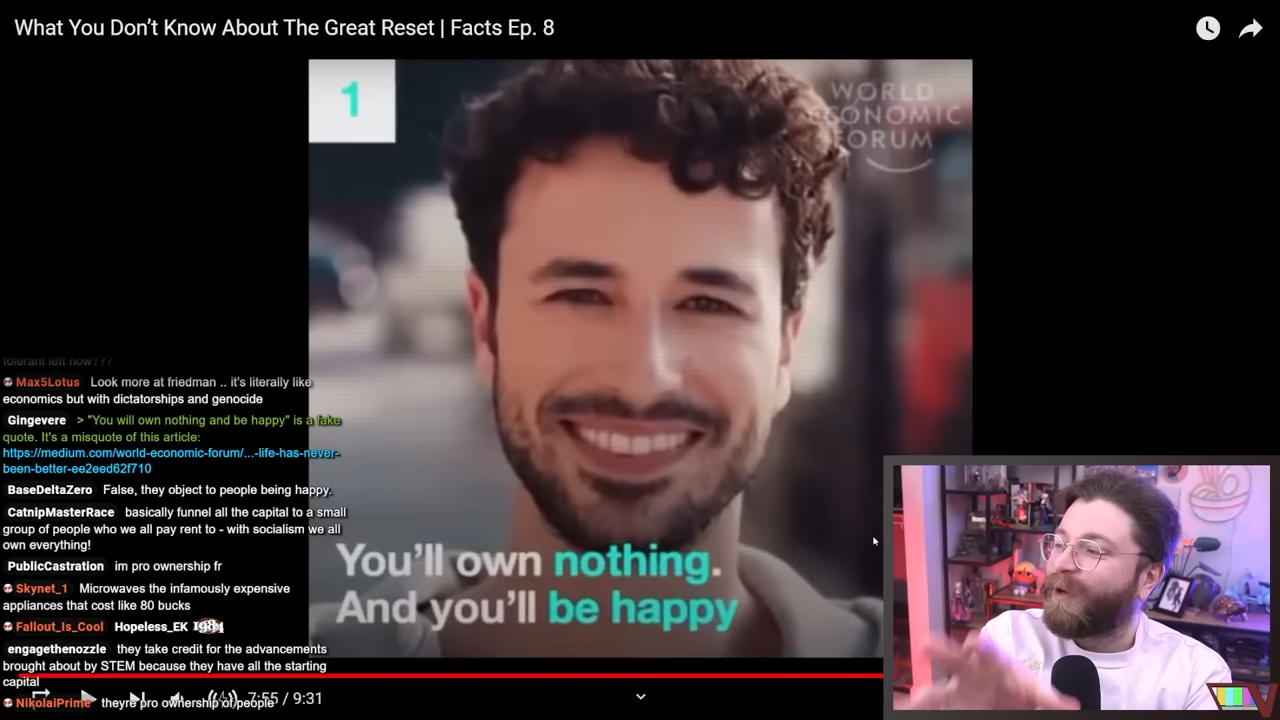 What You Don't Know About The Great Reset | Facts Ep. 8
1
WORLD
ECONOMIC
FORUM
tolerant left now???
Max5Lotus Look more at friedman .. it's literally like
economics but with dictatorships and genocide
Gingevere > "You will own nothing and be happy" is a fake
quote. It's a misquote of this article:
https://medium.com/world-economic-forum/...-life-has-never-
been-better-ee2eed62f710
BaseDeltaZero False, they object to people being happy.
CatnipMasterRace basically funnel all the capital to a small
group of people who we all pay rent to - with socialism we all
own everything!
PublicCastration im pro ownership fr
Skynet_1 Microwaves the infamously expensive
appliances that cost like 80 bucks
Fallout_Is_Cool Hopeless_EK 1984
engagethenozzle they take credit for the advancements
brought about by STEM because they have all the starting
capital
NikolaiPrime theyre pro ownership of people
You'll own nothing.
And you'll be happy
7:55 / 9:31
V